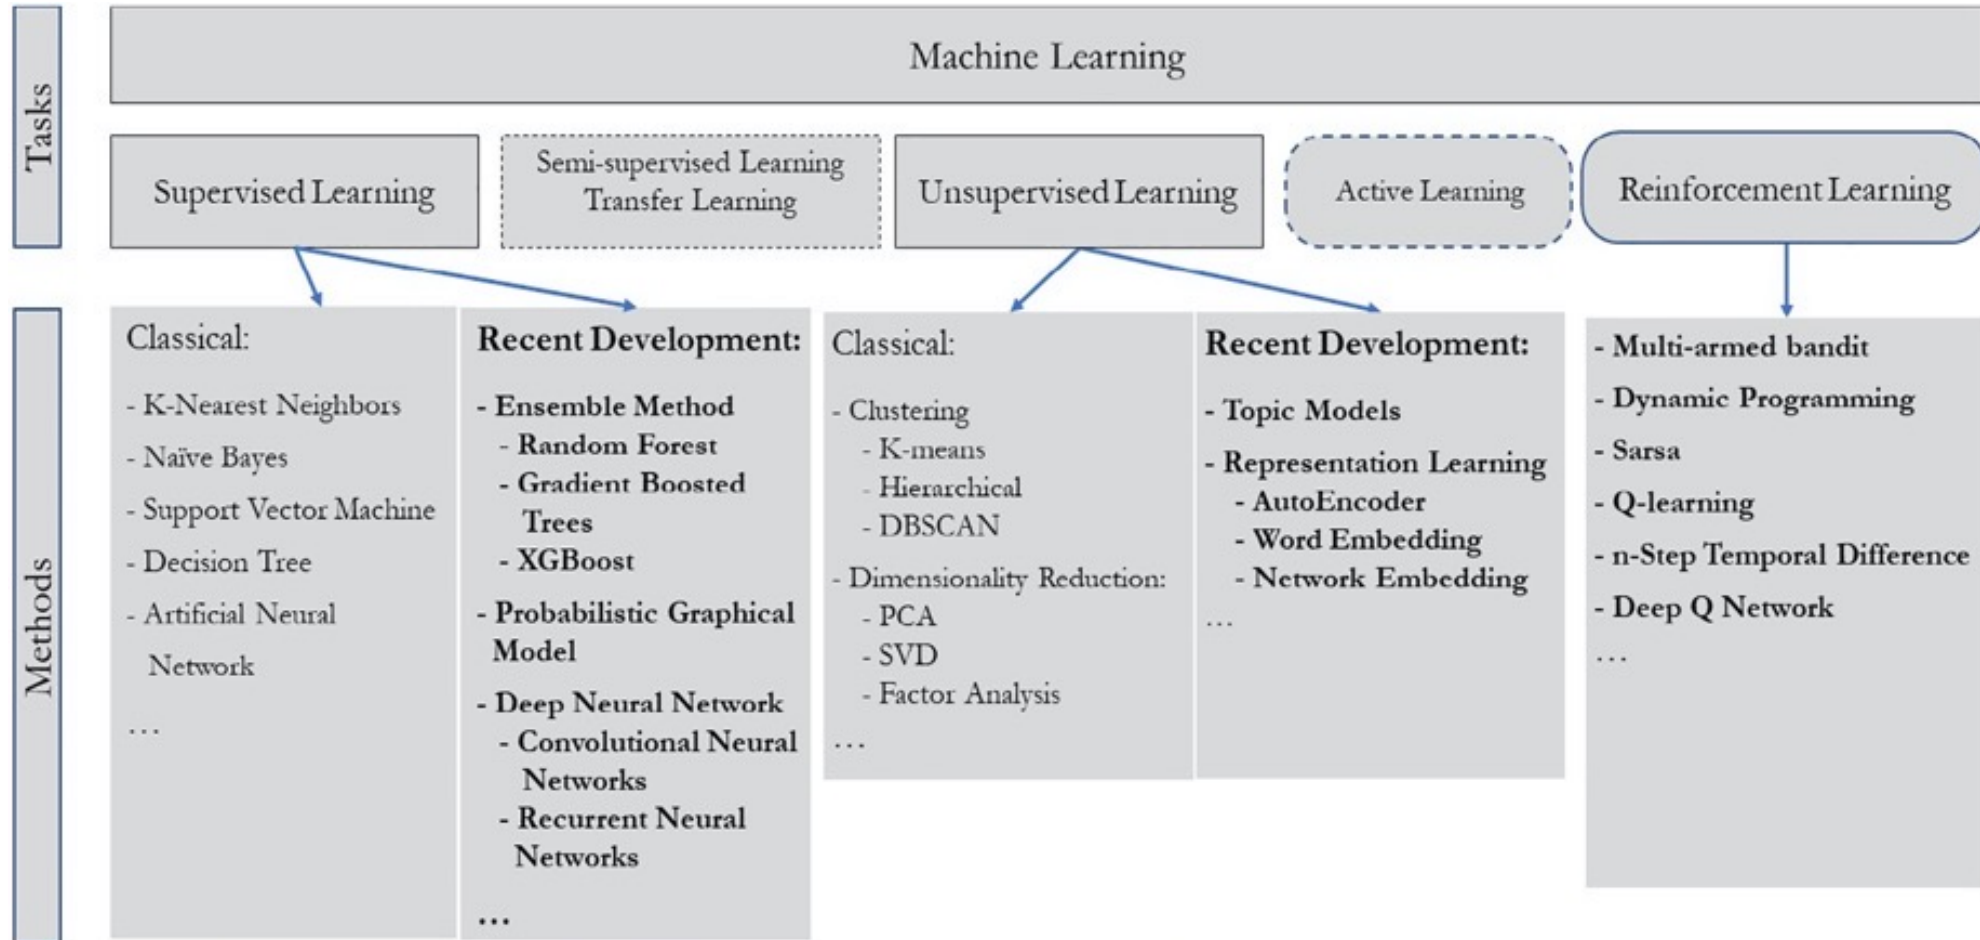 Tasks
Machine Learning
Supervised Learning
Semi-supervised Learning
Transfer Learning
Unsupervised Learning
Active Learning
Reinforcement Learning
Methods
Classical:
- K-Nearest Neighbors
- Naïve Bayes
- Support Vector Machine
- Decision Tree
- Artificial Neural
Network
…
Recent Development:
- Ensemble Method
- Random Forest
- Gradient Boosted
Trees
- XGBoost
- Probabilistic Graphical
Model
- Deep Neural Network
- Convolutional Neural
Networks
- Recurrent Neural
Networks
…
Classical:
- Clustering
- K-means
- Hierarchical
- DBSCAN
- Dimensionality Reduction:
- PCA
- SVD
- Factor Analysis
…
Recent Development:
- Topic Models
- Representation Learning
- AutoEncoder
- Word Embedding
- Network Embedding
…
- Multi-armed bandit
- Dynamic Programming
- Sarsa
- Q-learning
- n-Step Temporal Difference
- Deep Q Network
…